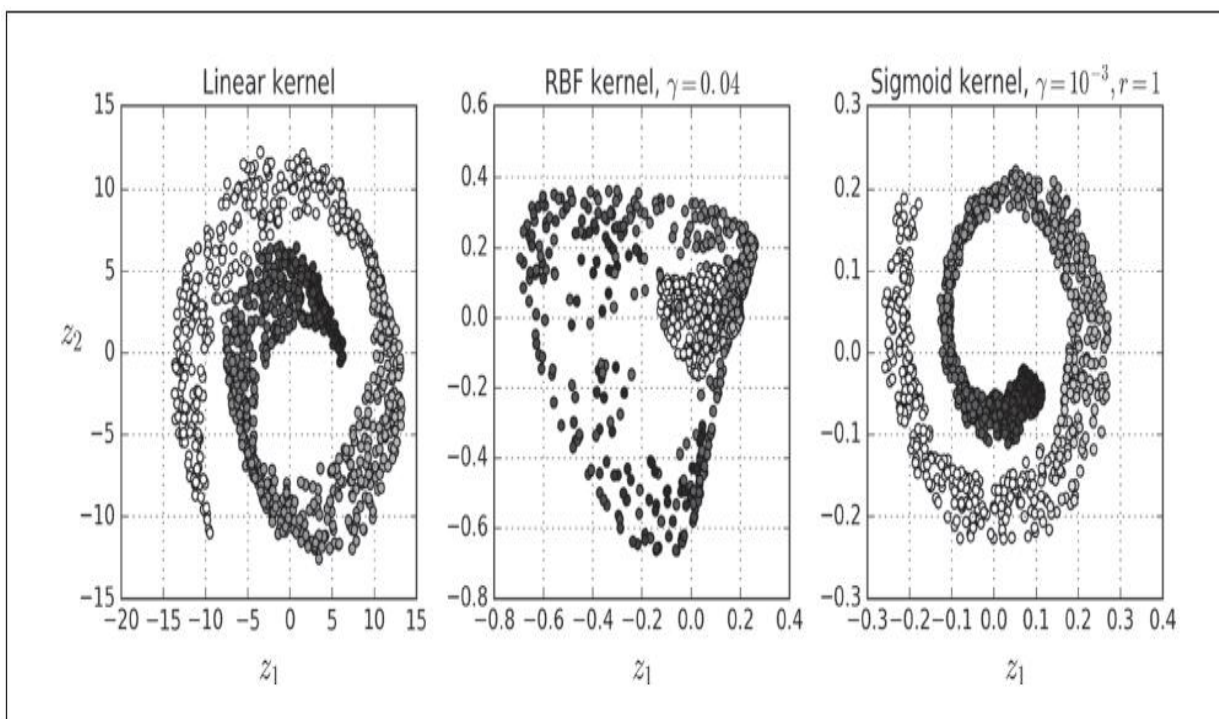 Linear kernel
RBF kernel, γ=0.04
Sigmoid kernel, γ=10⁻³, r=1
z₂
15
10
5
0
−5
−10
−15
−20 −15 −10 −5 0 5 10 15
z₁
0.6
0.4
0.2
0.0
−0.2
−0.4
−0.6
−0.8
−0.8 −0.6 −0.4 −0.2 0.0 0.2 0.4
z₁
0.3
0.2
0.1
0.0
−0.1
−0.2
−0.3
−0.3 −0.2 −0.1 0.0 0.1 0.2 0.3 0.4
z₁